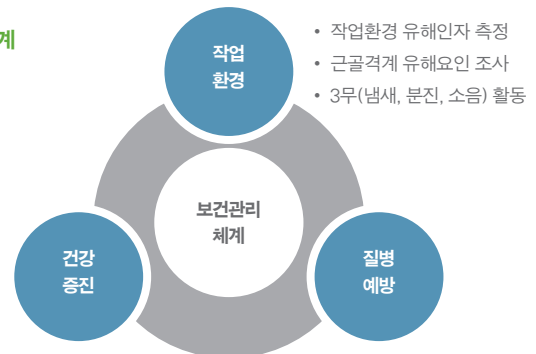 계
작업
환경
• 작업환경 유해인자 측정
• 근골격계 유해요인 조사
• 3무(냄새, 분진, 소음) 활동
보건관리
체계
건강
증진
질병
예방